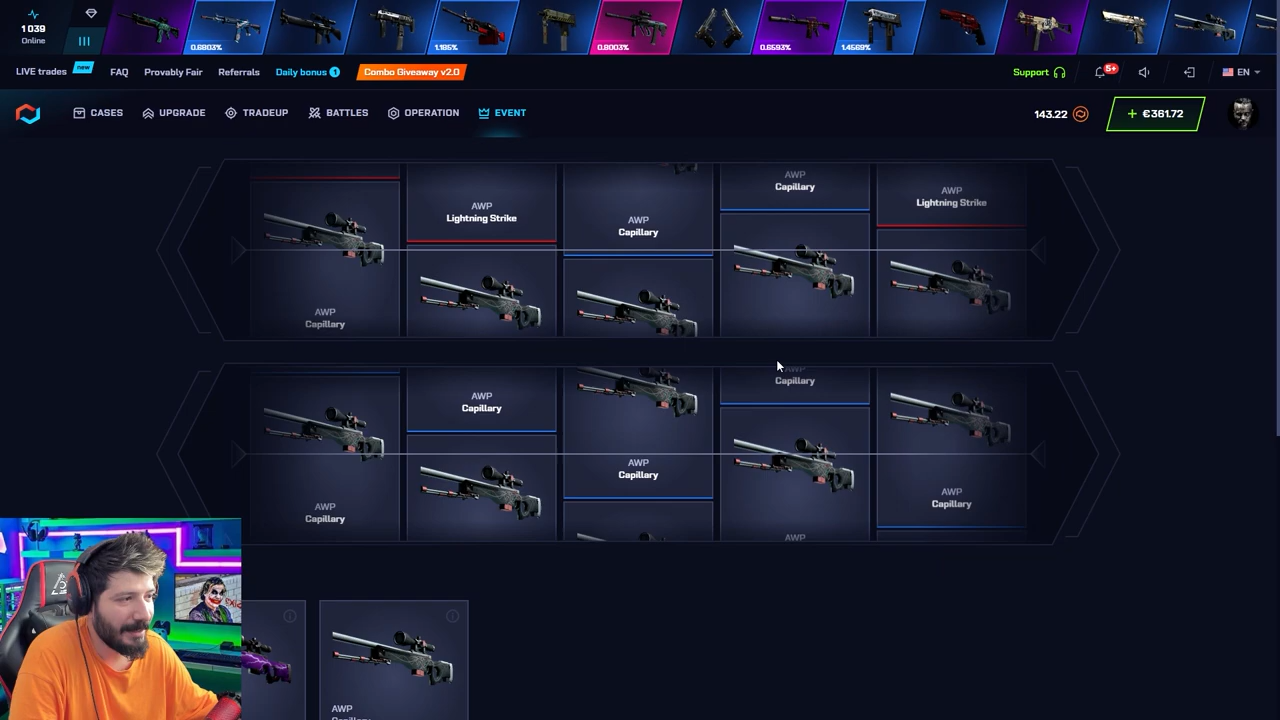 1 039
Online
0.6803%
1.185%
0.8003%
0.6593%
1.4569%
LIVE trades
new
FAQ
Provably Fair
Referrals
Daily bonus 1
Combo Giveaway v2.0
Support
5+
EN
CASES
UPGRADE
TRADEUP
BATTLES
OPERATION
EVENT
143.22
+ €361.72
AWP
Capillary
AWP
Lightning Strike
AWP
Capillary
AWP
Capillary
AWP
Lightning Strike
AWP
Capillary
AWP
Capillary
AWP
Capillary
AWP
Capillary
AWP
AWP
Capillary
AWP
Capillary